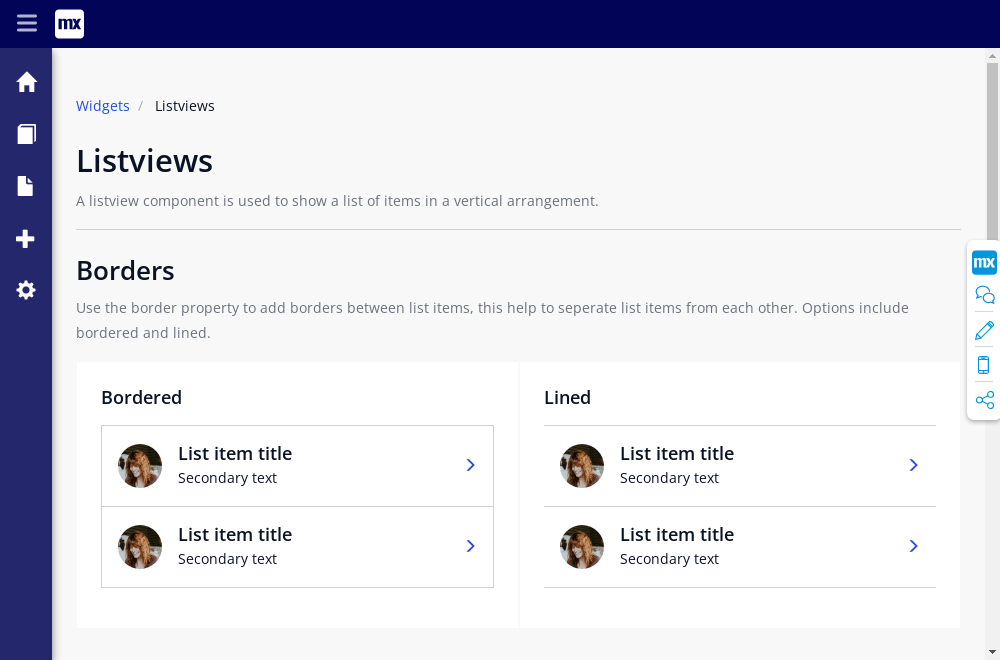 mx
Widgets / Listviews
Listviews
A listview component is used to show a list of items in a vertical arrangement.
Borders
Use the border property to add borders between list items, this help to seperate list items from each other. Options include
bordered and lined.
mx
Bordered
List item title
Secondary text
List item title
Secondary text
Lined
List item title
Secondary text
List item title
Secondary text